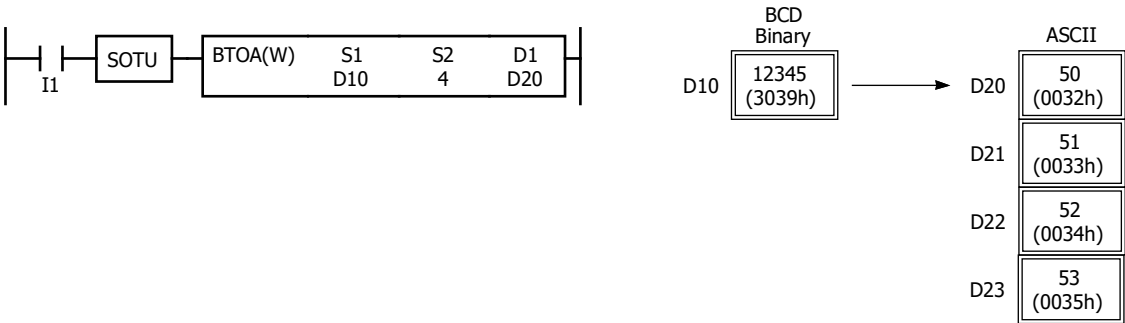 I1
SOTU
BTOA(W) S1 S2 D1
D10 4 D20
BCD
Binary
ASCII
D10
12345
(3039h)
D20
50
(0032h)
D21
51
(0033h)
D22
52
(0034h)
D23
53
(0035h)